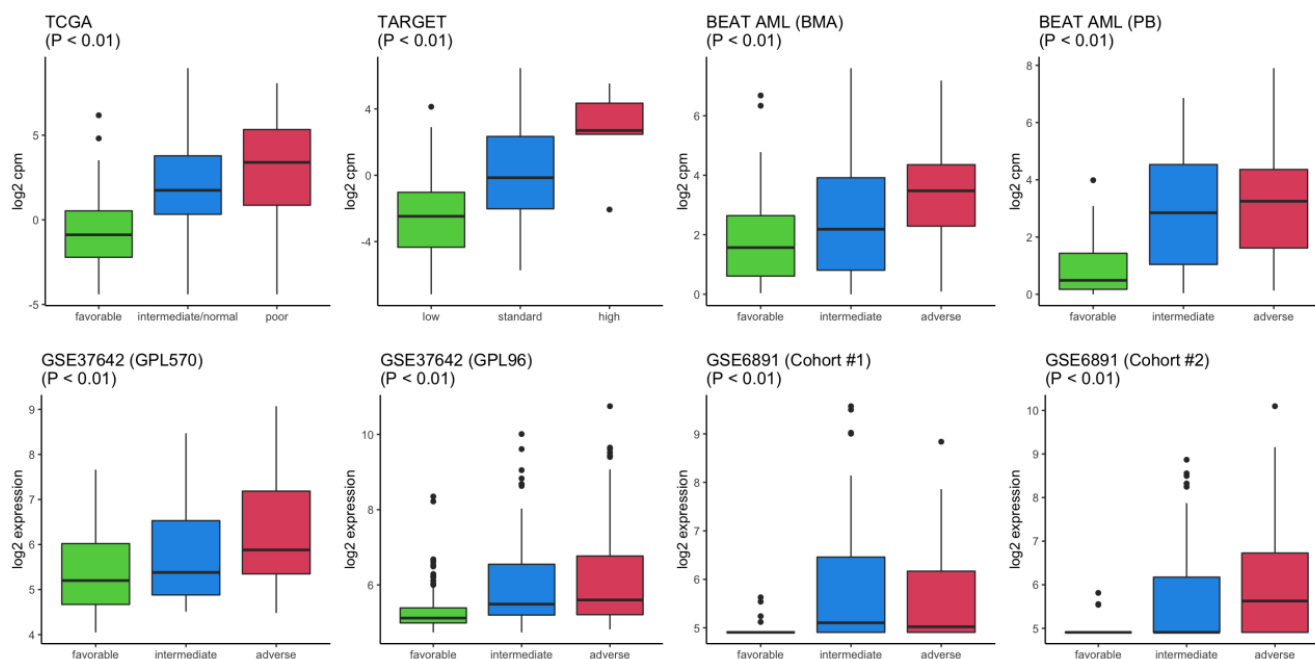 TCGA
(P < 0.01)
log2 cpm
5
0
-5
favorable intermediate/normal poor
TARGET
(P < 0.01)
log2 cpm
4
0
-4
low standard high
BEAT AML (BMA)
(P < 0.01)
log2 cpm
6
4
2
0
favorable intermediate adverse
BEAT AML (PB)
(P < 0.01)
log2 cpm
8
6
4
2
0
favorable intermediate adverse
GSE37642 (GPL570)
(P < 0.01)
log2 expression
9
8
7
6
5
4
favorable intermediate adverse
GSE37642 (GPL96)
(P < 0.01)
log2 expression
10
8
6
favorable intermediate adverse
GSE6891 (Cohort #1)
(P < 0.01)
log2 expression
9
8
7
6
5
favorable intermediate adverse
GSE6891 (Cohort #2)
(P < 0.01)
log2 expression
10
9
8
7
6
5
favorable intermediate adverse